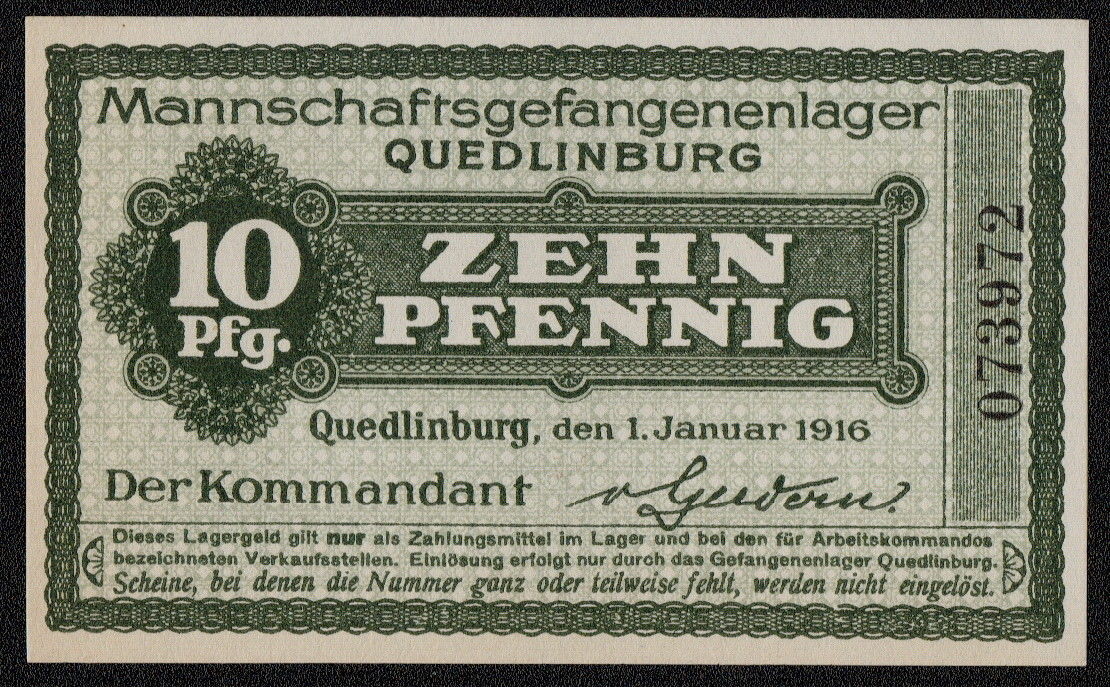 Mannschaftsgefangenenlager
QUEDLINBURG
10
Pfg.
ZEHN
PFENNIG
0739972
Quedlinburg, den 1. Januar 1916
Der Kommandant
Dieses Lagergeld gilt nur als Zahlungsmittel im Lager und bei den für Arbeitskommandos
bezeichneten Verkaufsstellen. Einlösung erfolgt nur durch das Gefangenenlager Quedlinburg.
Scheine, bei denen die Nummer ganz oder teilweise fehlt, werden nicht eingelöst.